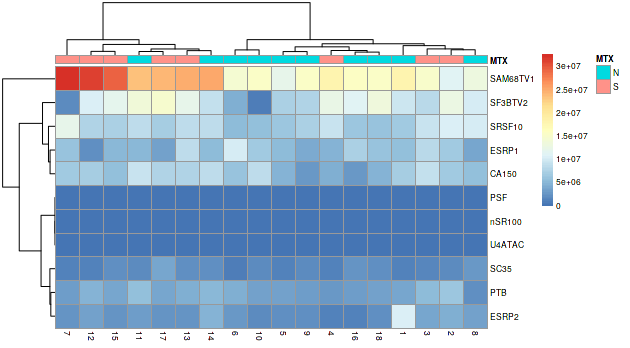 MTX
MTX
N
S
SAM68TV1
SF3BTV2
SRSF10
ESRP1
CA150
PSF
nSR100
U4ATAC
SC35
PTB
ESRP2
3e+07
2.5e+07
2e+07
1.5e+07
1e+07
5e+06
0
7 12 15 11 17 13 14 6 10 5 9 4 16 18 1 3 2 8